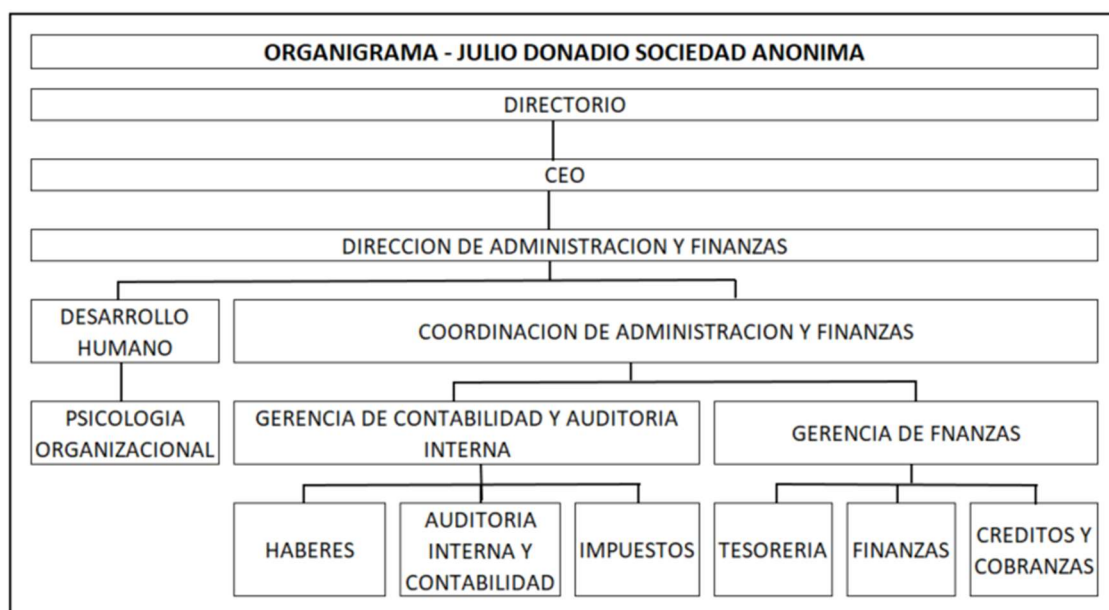 ORGANIGRAMA - JULIO DONADIO SOCIEDAD ANONIMA
DIRECTORIO
CEO
DIRECCION DE ADMINISTRACION Y FINANZAS
DESARROLLO
HUMANO
COORDINACION DE ADMINISTRACION Y FINANZAS
PSICOLOGIA
ORGANIZACIONAL
GERENCIA DE CONTABILIDAD Y AUDITORIA
INTERNA
GERENCIA DE FNANZAS
HABERES
AUDITORIA
INTERNA Y
CONTABILIDAD
IMPUESTOS
TESORERIA
FINANZAS
CREDITOS Y
COBRANZAS